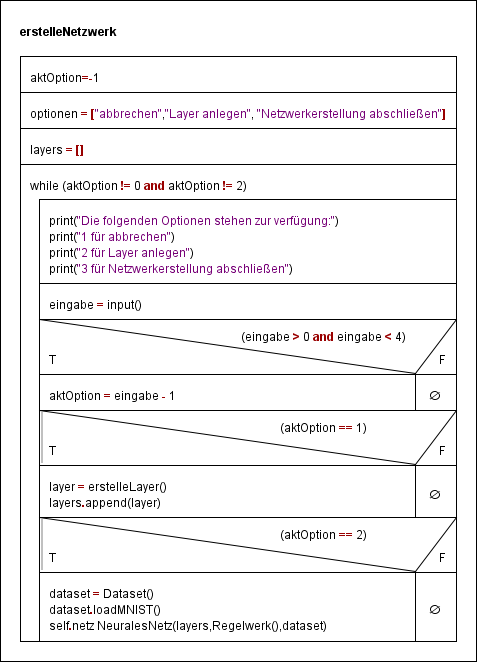 erstelleNetzwerk
aktOption=-1
optionen = ["abbrechen","Layer anlegen", "Netzwerkerstellung abschließen"]
layers = []
while (aktOption != 0 and aktOption != 2)
print("Die folgenden Optionen stehen zur verfügung:")
print("1 für abbrechen")
print("2 für Layer anlegen")
print("3 für Netzwerkerstellung abschließen")
eingabe = input()
(eingabe > 0 and eingabe < 4)
T F
aktOption = eingabe - 1 ∅
(aktOption == 1)
T F
layer = erstelleLayer()
layers.append(layer) ∅
(aktOption == 2)
T F
dataset = Dataset()
dataset.loadMNIST() ∅
self.netz NeuralesNetz(layers,Regelwerk(),dataset)